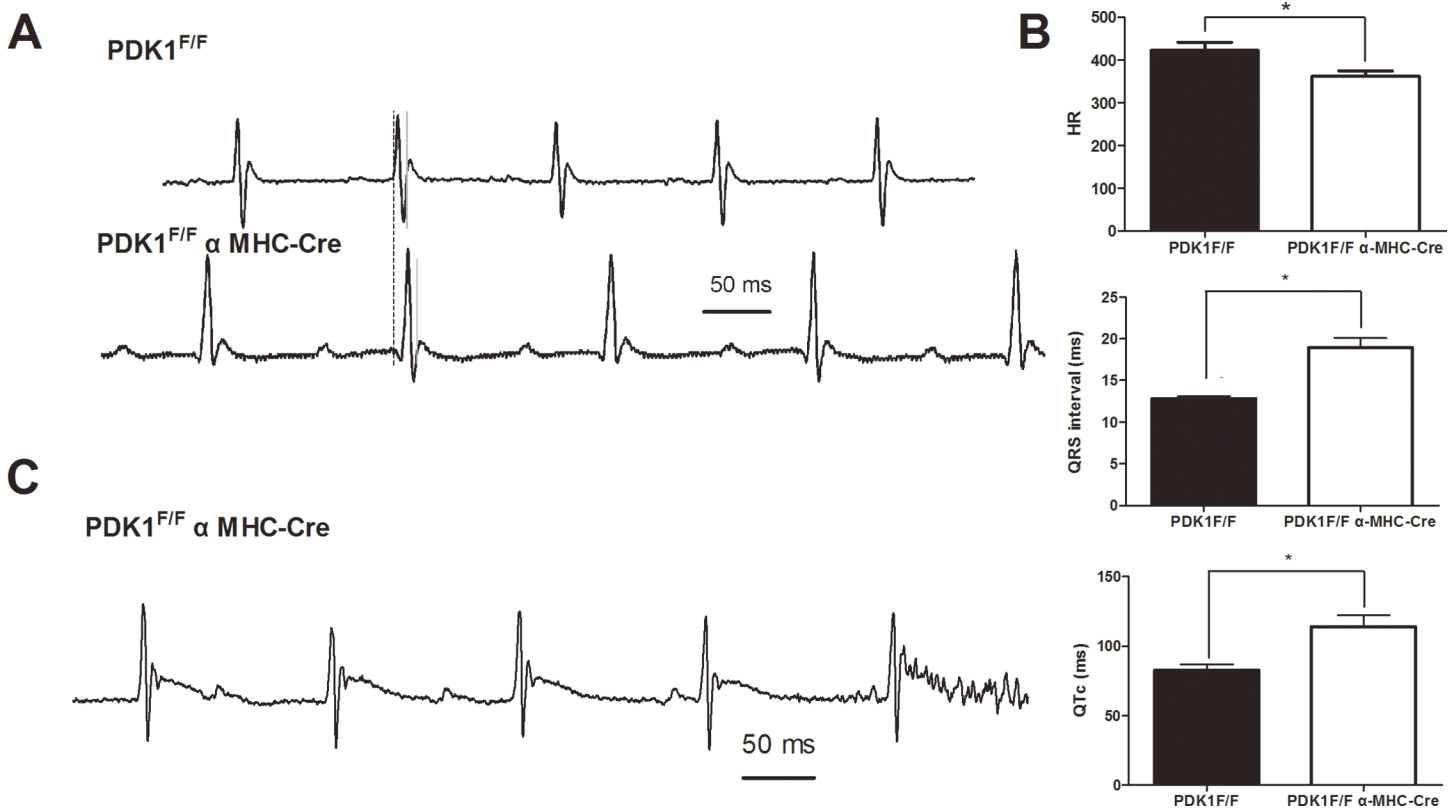 A
PDK1F/F
PDK1F/F α MHC-Cre
50 ms
B
500
400
300
200
100
0
HR
*
PDK1F/F
PDK1F/F α-MHC-Cre
25
20
15
10
5
0
QRS interval (ms)
*
PDK1F/F
PDK1F/F α-MHC-Cre
150
100
50
0
QTc (ms)
*
PDK1F/F
PDK1F/F α-MHC-Cre
C
PDK1F/F α MHC-Cre
50 ms